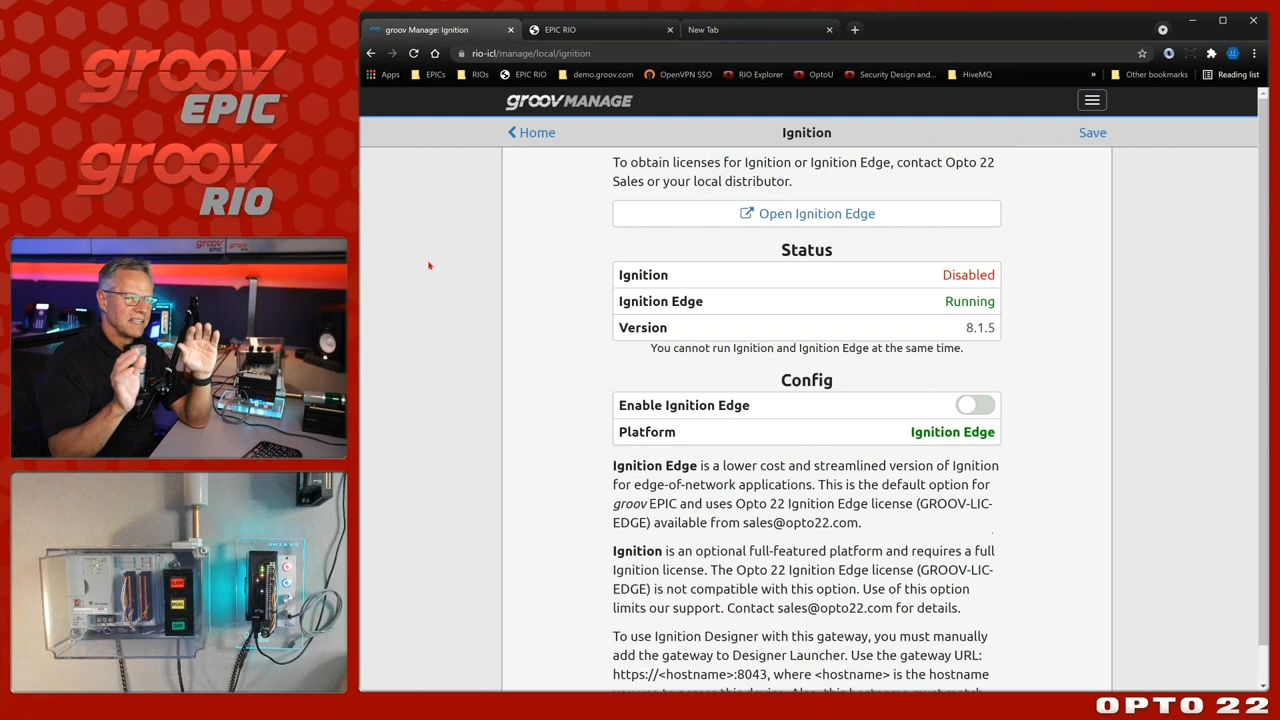 groov
EPIC™
groov
RIO
groov Manage: Ignition
EPIC RIO
New Tab
rio-icl/manage/local/ignition
Apps
EPICs
RIOs
EPIC RIO
demo.groov.com
OpenVPN SSO
RIO Explorer
OptoU
Security Design and...
HiveMQ
»
Other bookmarks
Reading list
groovMANAGE
Home
Ignition
Save
To obtain licenses for Ignition or Ignition Edge, contact Opto 22
Sales or your local distributor.
Open Ignition Edge
Status
Ignition Disabled
Ignition Edge Running
Version 8.1.5
You cannot run Ignition and Ignition Edge at the same time.
Config
Enable Ignition Edge
Platform Ignition Edge
Ignition Edge is a lower cost and streamlined version of Ignition
for edge-of-network applications. This is the default option for
groov EPIC and uses Opto 22 Ignition Edge license (GROOV-LIC-
EDGE) available from sales@opto22.com.
Ignition is an optional full-featured platform and requires a full
Ignition license. The Opto 22 Ignition Edge license (GROOV-LIC-
EDGE) is not compatible with this option. Use of this option
limits our support. Contact sales@opto22.com for details.
To use Ignition Designer with this gateway, you must manually
add the gateway to Designer Launcher. Use the gateway URL:
https://<hostname>:8043, where <hostname> is the hostname
OPTO 22